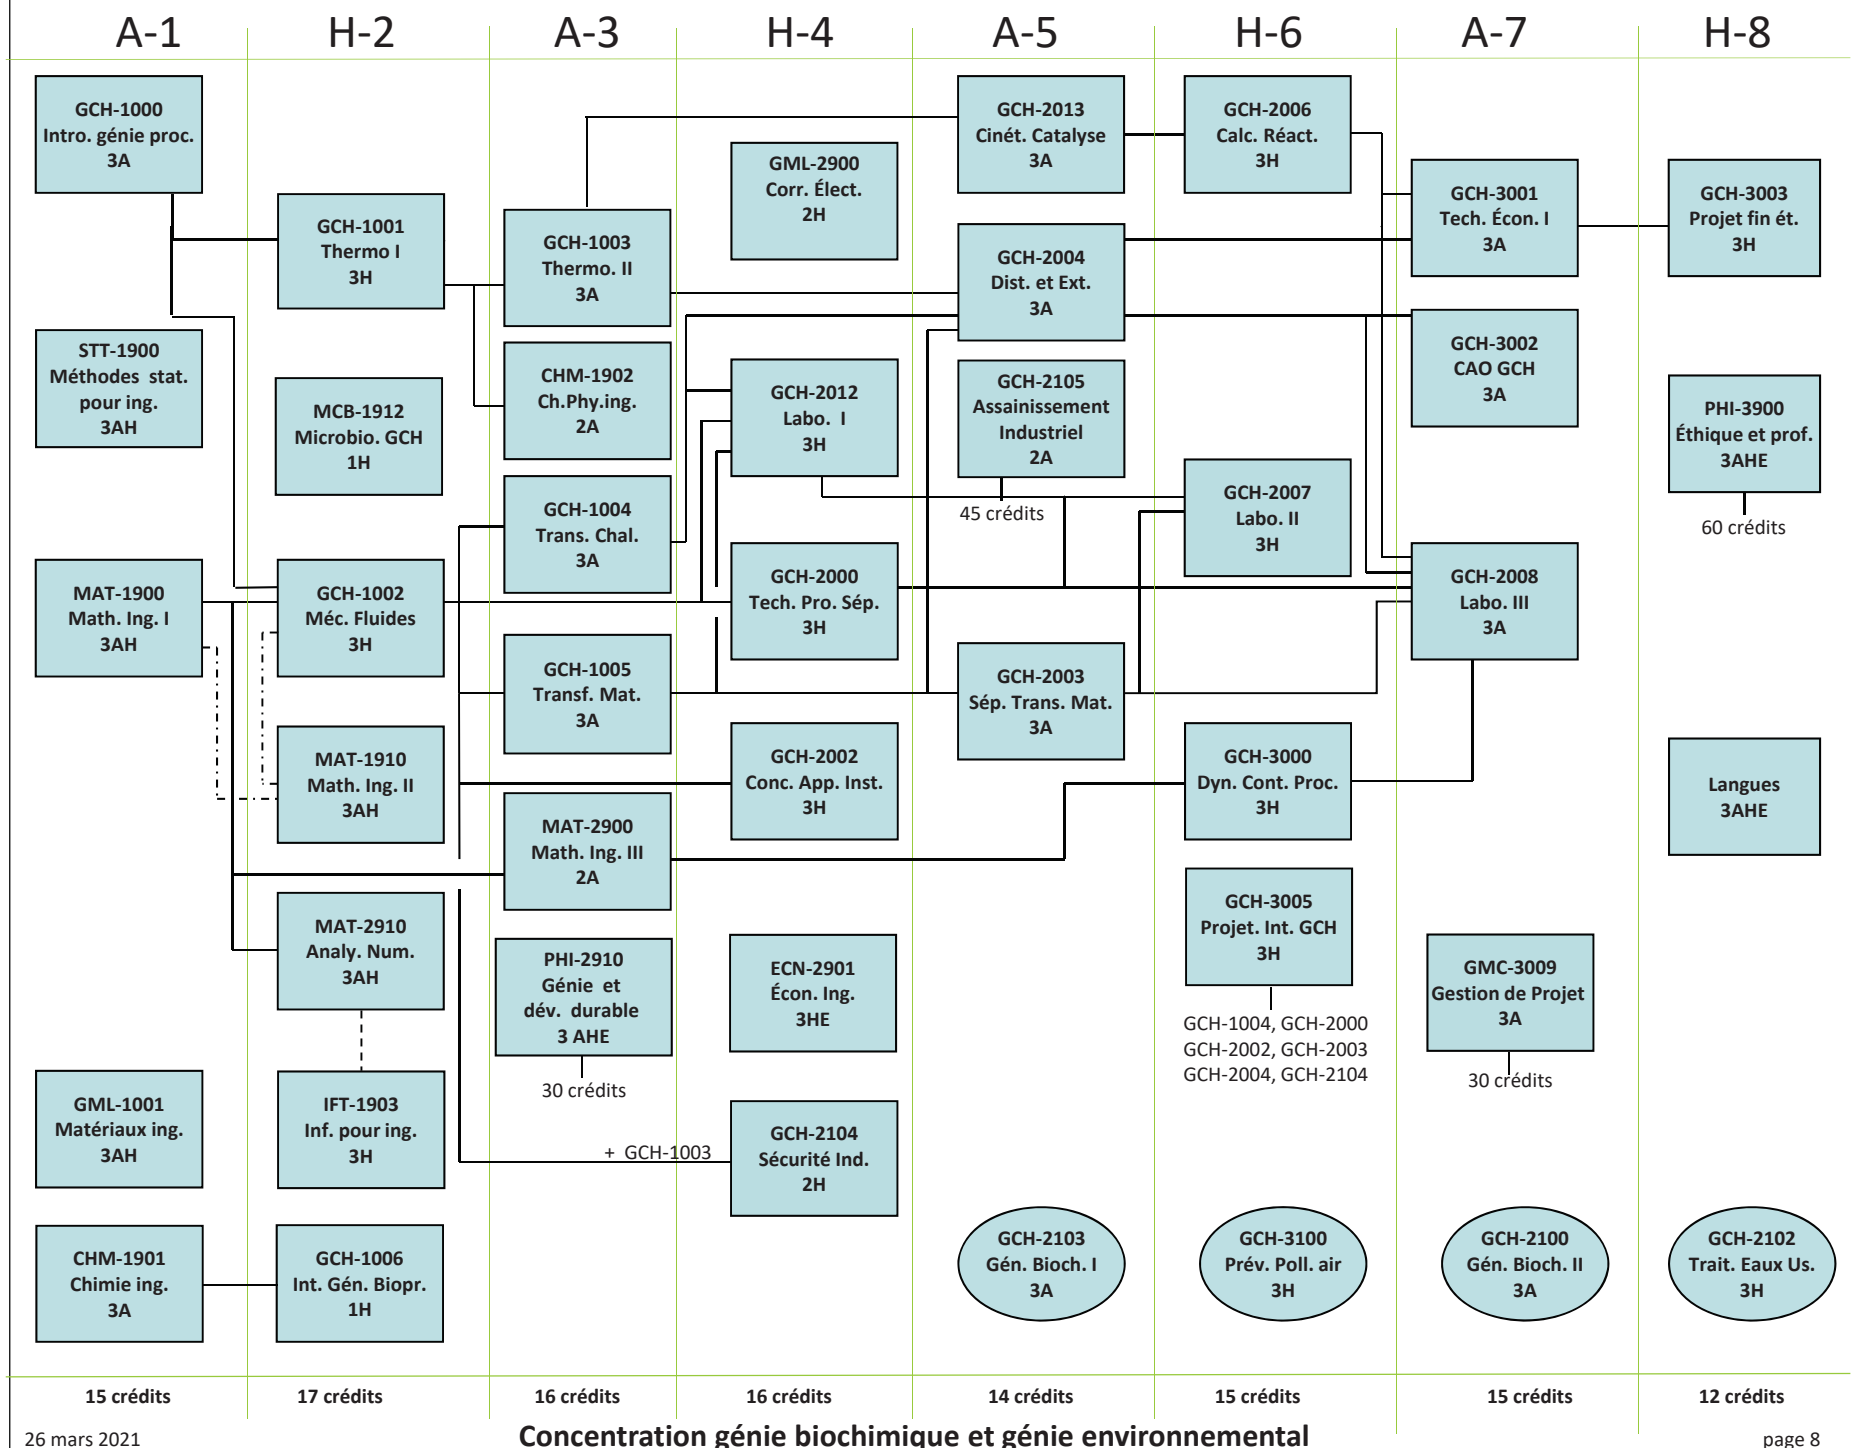 A-1
H-2
A-3
H-4
A-5
H-6
A-7
H-8
GCH-1000
Intro. génie proc.
3A
STT-1900
Méthodes  stat.
pour ing.
3AH
MAT-1900
Math. Ing. I
3AH
GML-1001
Matériaux ing.
3AH
CHM-1901
Chimie ing.
3A
GCH-1001
Thermo I
3H
MCB-1912
Microbio. GCH
1H
GCH-1002
Méc. Fluides
3H
MAT-1910
Math. Ing. II
3AH
MAT-2910
Analy. Num.
3AH
IFT-1903
Inf. pour ing.
3H
GCH-1006
Int. Gén. Biopr.
1H
GCH-1003
Thermo. II
3A
CHM-1902
Ch.Phy.ing.
2A
GCH-1004
Trans. Chal.
3A
GCH-1005
Transf. Mat.
3A
MAT-2900
Math. Ing. III
2A
PHI-2910
Génie  et
dév.  durable
3 AHE
30 crédits
+  GCH-1003
GML-2900
Corr. Élect.
2H
GCH-2012
Labo.  I
3H
GCH-2000
Tech. Pro. Sép.
3H
GCH-2002
Conc. App. Inst.
3H
ECN-2901
Écon. Ing.
3HE
GCH-2104
Sécurité Ind.
2H
GCH-2013
Cinét. Catalyse
3A
GCH-2004
Dist. et Ext.
3A
GCH-2105
Assainissement
Industriel
2A
45 crédits
GCH-2003
Sép. Trans. Mat.
3A
GCH-2103
Gén. Bioch. I
3A
GCH-2006
Calc. Réact.
3H
GCH-2007
Labo. II
3H
GCH-3000
Dyn. Cont. Proc.
3H
GCH-3005
Projet. Int. GCH
3H
GCH-1004, GCH-2000
GCH-2002, GCH-2003
GCH-2004, GCH-2104
GCH-3100
Prév. Poll. air
3H
GCH-3001
Tech. Écon. I
3A
GCH-3002
CAO GCH
3A
GCH-2008
Labo. III
3A
GMC-3009
Gestion de Projet
3A
30 crédits
GCH-2100
Gén. Bioch. II
3A
GCH-3003
Projet fin ét.
3H
PHI-3900
Éthique et prof.
3AHE
60 crédits
Langues
3AHE
GCH-2102
Trait. Eaux Us.
3H
15 crédits
17 crédits
16 crédits
16 crédits
14 crédits
15 crédits
15 crédits
12 crédits
26 mars 2021
Concentration génie biochimique et génie environnemental
page 8